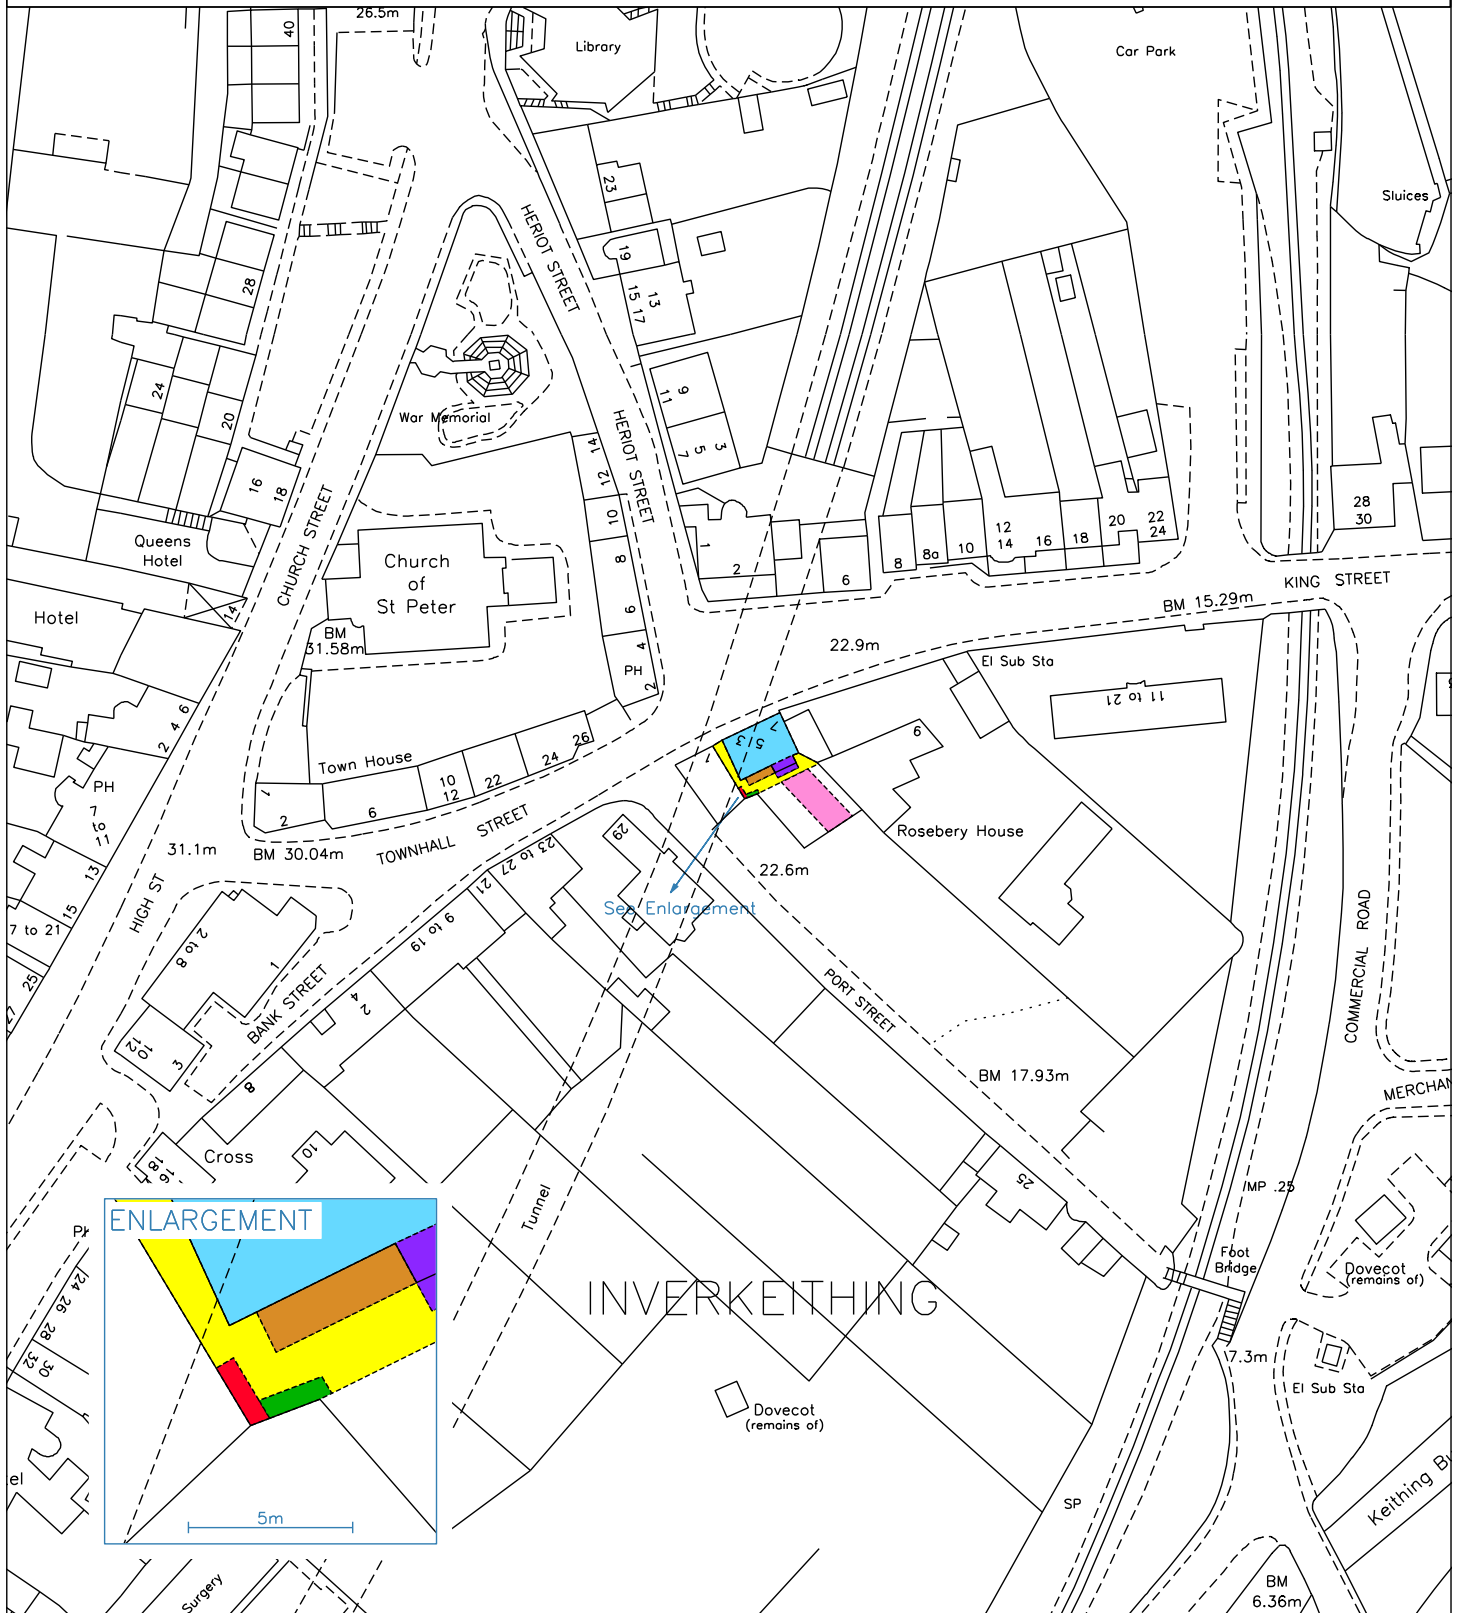 26.5m
40
Library
Car Park
Sluices
23
HERIOT STREET
19
13
15 17
28
24
20
War Memorial
9
11
3
5
7
HERIOT STREET
14
12
10
8
6
4
PH
2
16
18
CHURCH STREET
Queens
Hotel
Church
of
St Peter
Hotel
14
BM
31.58m
1
2
6
8
8a
10
12
14
16
18
20
22
24
28
30
KING STREET
BM 15.29m
22.9m
El Sub Sta
11 to 21
2 4 6
Town House
1
2
6
10
12
22
24
26
1
5/3
7
9
Rosebery House
PH
7
to
11
31.1m
BM 30.04m
TOWNHALL STREET
29
22.6m
See Enlargement
HIGH ST
13
15
7 to 21
25
27
2 to 8
1
9 to 19
21
23 to 27
BANK STREET
2
4
PORT STREET
COMMERCIAL ROAD
10
12
3
8
BM 17.93m
MERCHAN
Cross
10
18
16
25
MP .25
Tunnel
ENLARGEMENT
5m
24 26
28
30
32
INVERKEITHING
Foot
Bridge
Dovecot
(remains of)
7.3m
El Sub Sta
Dovecot
(remains of)
SP
el
Keithing B
Surgery
BM
6.36m